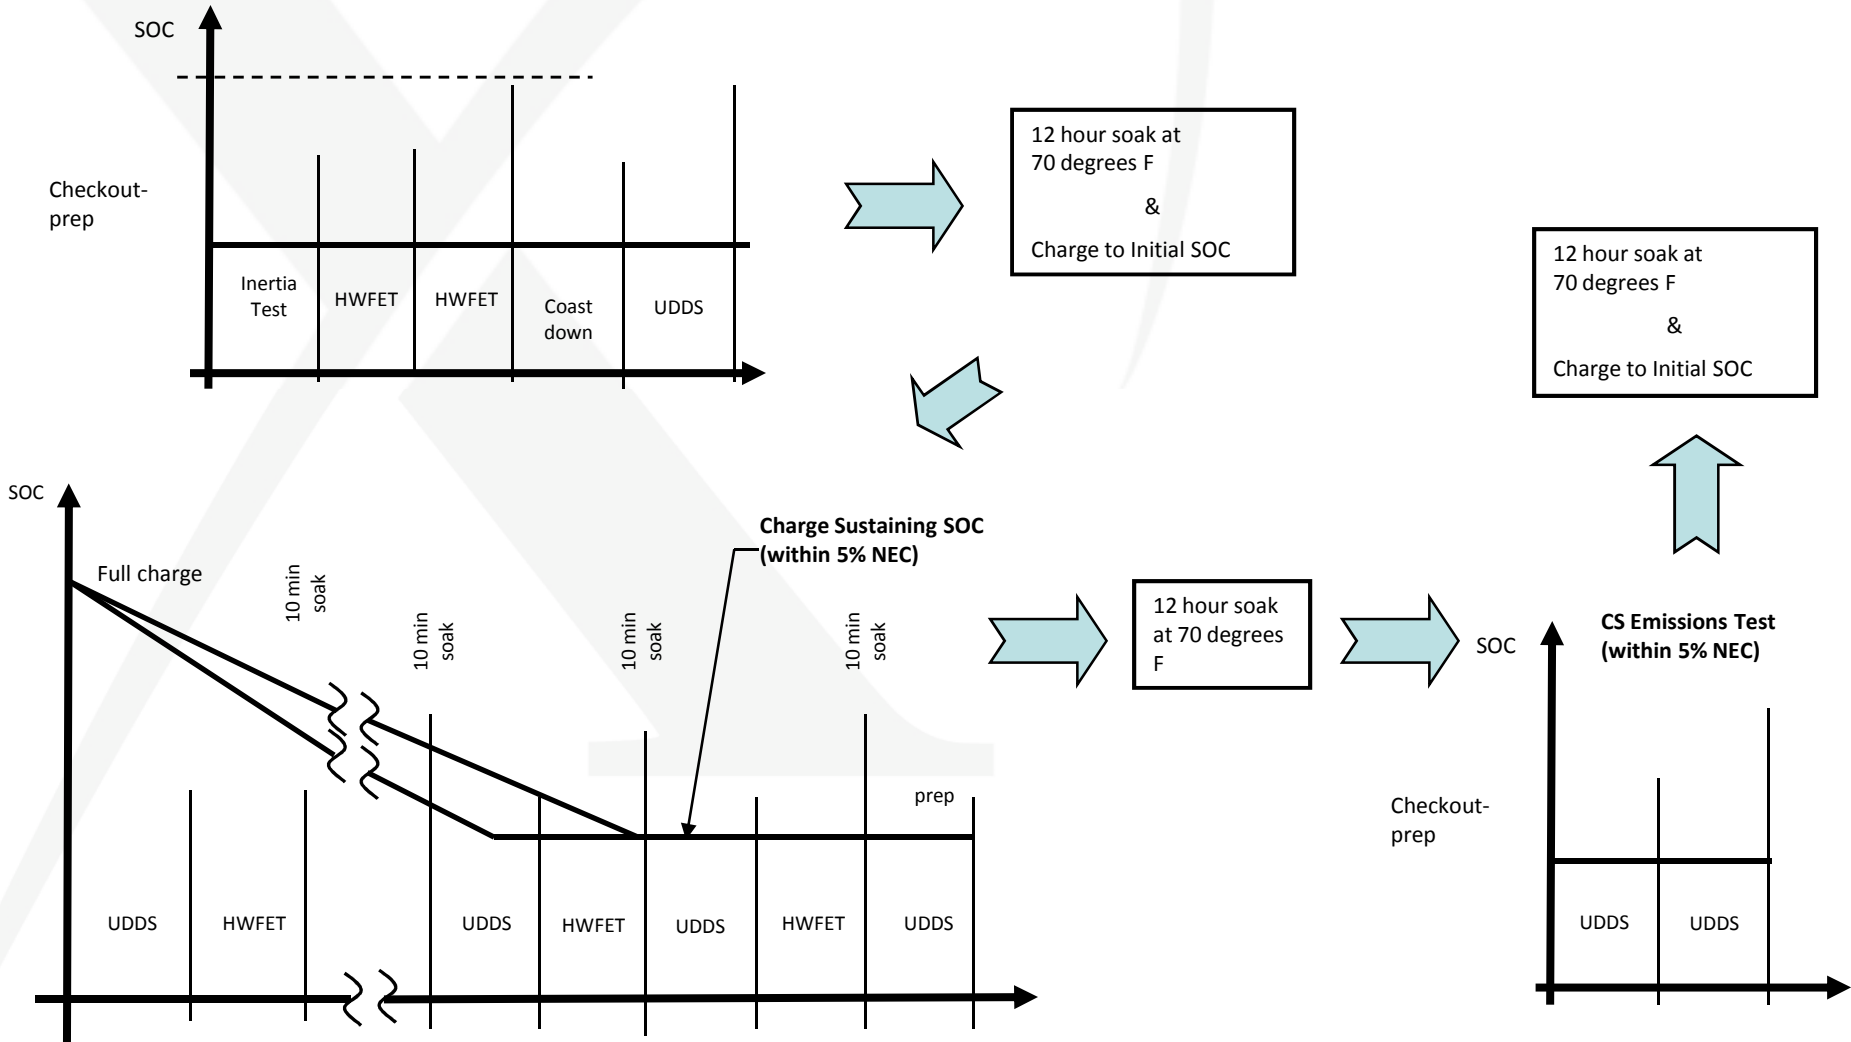 SOC
Checkout-
prep
Inertia
Test
HWFET
HWFET
Coast
down
UDDS
12 hour soak at
70 degrees F
&
Charge to Initial SOC
12 hour soak at
70 degrees F
&
Charge to Initial SOC
SOC
Full charge
10 min
soak
10 min
soak
10 min
soak
10 min
soak
Charge Sustaining SOC
(within 5% NEC)
prep
UDDS
HWFET
UDDS
HWFET
UDDS
HWFET
UDDS
12 hour soak
at 70 degrees
F
SOC
CS Emissions Test
(within 5% NEC)
Checkout-
prep
UDDS
UDDS